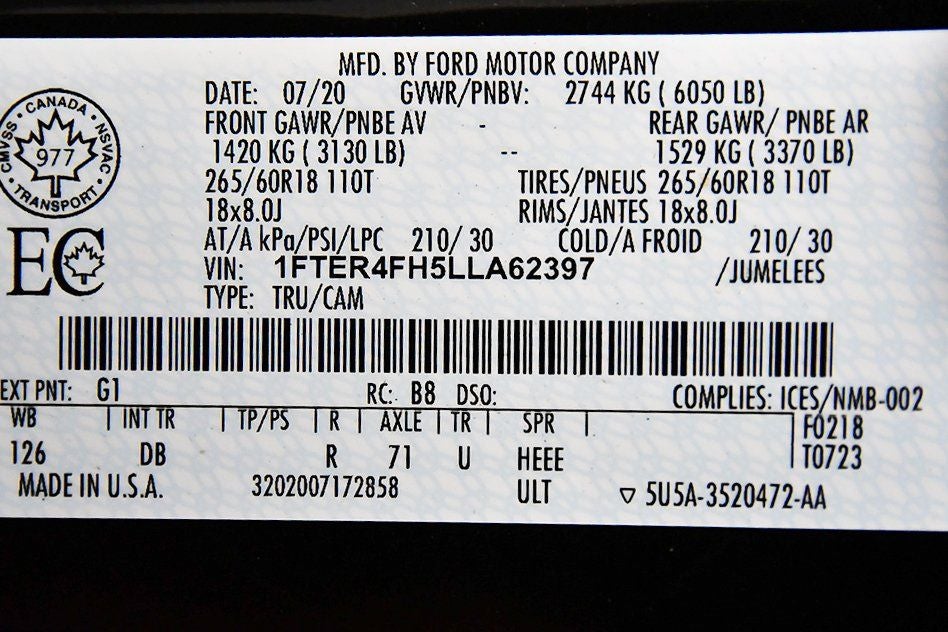 MFD. BY FORD MOTOR COMPANY
DATE: 07/20 GVWR/PNBV: 2744 KG ( 6050 LB)
FRONT GAWR/PNBE AV - REAR GAWR/ PNBE AR
1420 KG ( 3130 LB) -- 1529 KG ( 3370 LB)
265/60R18 110T TIRES/PNEUS 265/60R18 110T
18x8.0J RIMS/JANTES 18x8.0J
AT/A kPa/PSI/LPC 210/ 30 COLD/A FROID 210/ 30
VIN: 1FTER4FH5LLA62397 /JUMELEES
TYPE: TRU/CAM
CANADA
CMVSS • NSVAC
977
TRANSPORT
EC
EXT PNT: G1 RC: B8 DSO: COMPLIES: ICES/NMB-002
WB | INT TR | TP/PS | R | AXLE | TR | SPR | F0218
126 DB R 71 U HEEE T0723
MADE IN U.S.A. 3202007172858 ULT ▽ 5U5A-3520472-AA